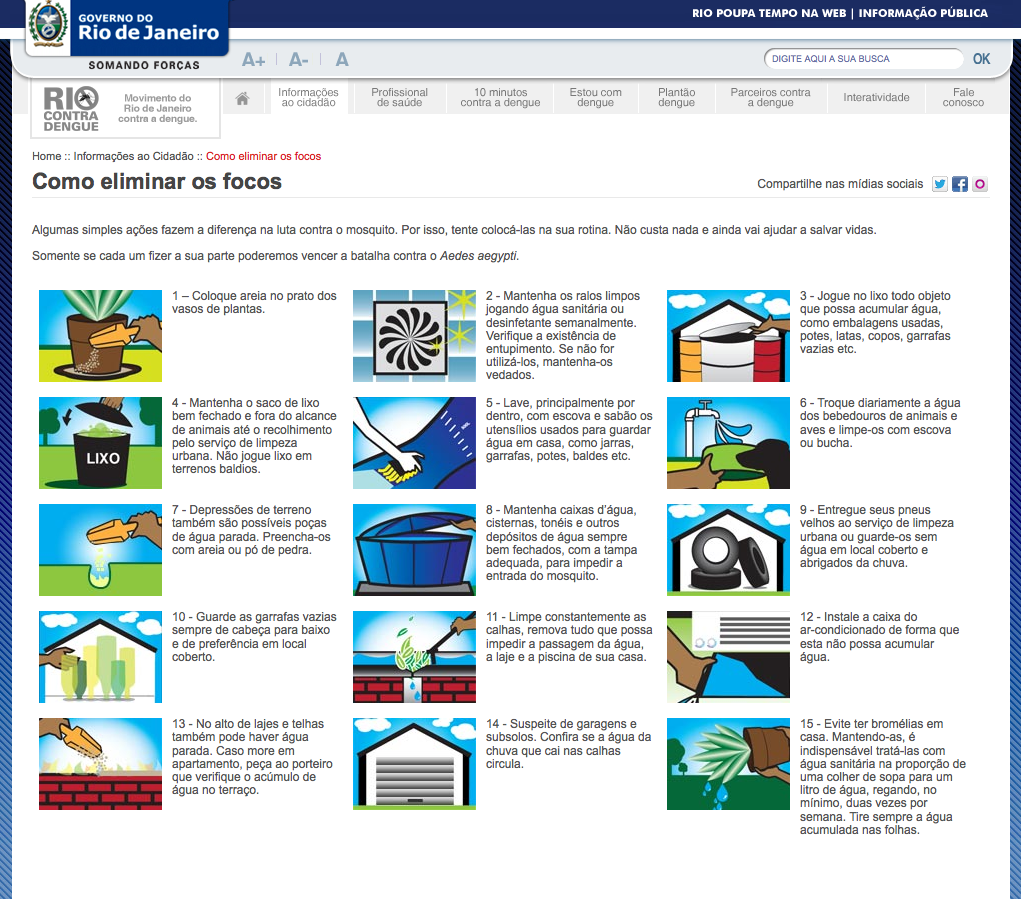 RIO POUPA TEMPO NA WEB | INFORMAÇÃO PÚBLICA
GOVERNO DO
Rio de Janeiro
SOMANDO FORÇAS
A+ | A- | A
DIGITE AQUI A SUA BUSCA
OK
RIO
CONTRA
DENGUE
Movimento do
Rio de Janeiro
contra a dengue.
Informações
ao cidadão
Profissional
de saúde
10 minutos
contra a dengue
Estou com
dengue
Plantão
dengue
Parceiros contra
a dengue
Interatividade
Fale
conosco
Home :: Informações ao Cidadão :: Como eliminar os focos
Como eliminar os focos
Compartilhe nas mídias sociais
Algumas simples ações fazem a diferença na luta contra o mosquito. Por isso, tente colocá-las na sua rotina. Não custa nada e ainda vai ajudar a salvar vidas.
Somente se cada um fizer a sua parte poderemos vencer a batalha contra o Aedes aegypti.
1 – Coloque areia no prato dos
vasos de plantas.
2 - Mantenha os ralos limpos
jogando água sanitária ou
desinfetante semanalmente.
Verifique a existência de
entupimento. Se não for
utilizá-los, mantenha-os
vedados.
3 - Jogue no lixo todo objeto
que possa acumular água,
como embalagens usadas,
potes, latas, copos, garrafas
vazias etc.
LIXO
4 - Mantenha o saco de lixo
bem fechado e fora do alcance
de animais até o recolhimento
pelo serviço de limpeza
urbana. Não jogue lixo em
terrenos baldios.
5 - Lave, principalmente por
dentro, com escova e sabão os
utensílios usados para guardar
água em casa, como jarras,
garrafas, potes, baldes etc.
6 - Troque diariamente a água
dos bebedouros de animais e
aves e limpe-os com escova
ou bucha.
7 - Depressões de terreno
também são possíveis poças
de água parada. Preencha-os
com areia ou pó de pedra.
8 - Mantenha caixas d'água,
cisternas, tonéis e outros
depósitos de água sempre
bem fechados, com a tampa
adequada, para impedir a
entrada do mosquito.
9 - Entregue seus pneus
velhos ao serviço de limpeza
urbana ou guarde-os sem
água em local coberto e
abrigados da chuva.
10 - Guarde as garrafas vazias
sempre de cabeça para baixo
e de preferência em local
coberto.
11 - Limpe constantemente as
calhas, remova tudo que possa
impedir a passagem da água,
a laje e a piscina de sua casa.
12 - Instale a caixa do
ar-condicionado de forma que
esta não possa acumular
água.
13 - No alto de lajes e telhas
também pode haver água
parada. Caso more em
apartamento, peça ao porteiro
que verifique o acúmulo de
água no terraço.
14 - Suspeite de garagens e
subsolos. Confira se a água da
chuva que cai nas calhas
circula.
15 - Evite ter bromélias em
casa. Mantendo-as, é
indispensável tratá-las com
água sanitária na proporção de
uma colher de sopa para um
litro de água, regando, no
mínimo, duas vezes por
semana. Tire sempre a água
acumulada nas folhas.